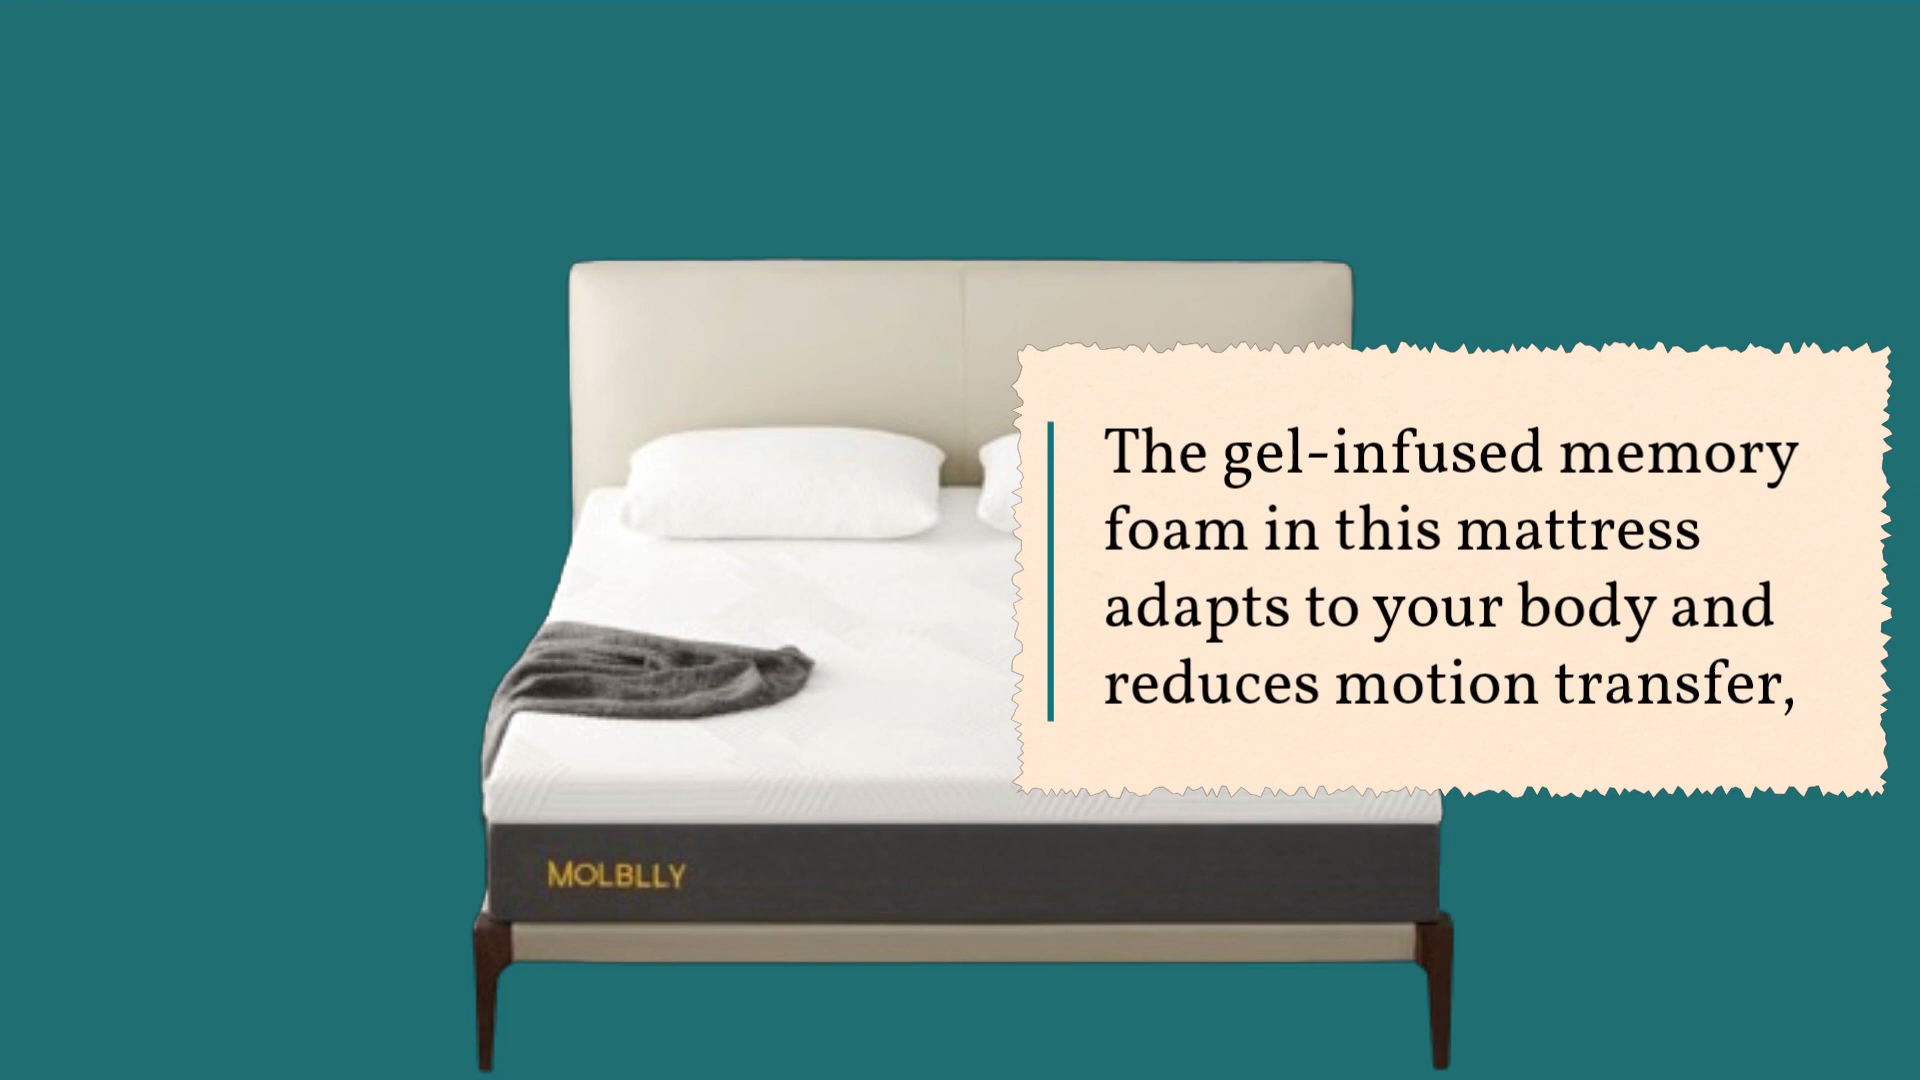 The gel-infused memory
foam in this mattress
adapts to your body and
reduces motion transfer,
MOLBLLY